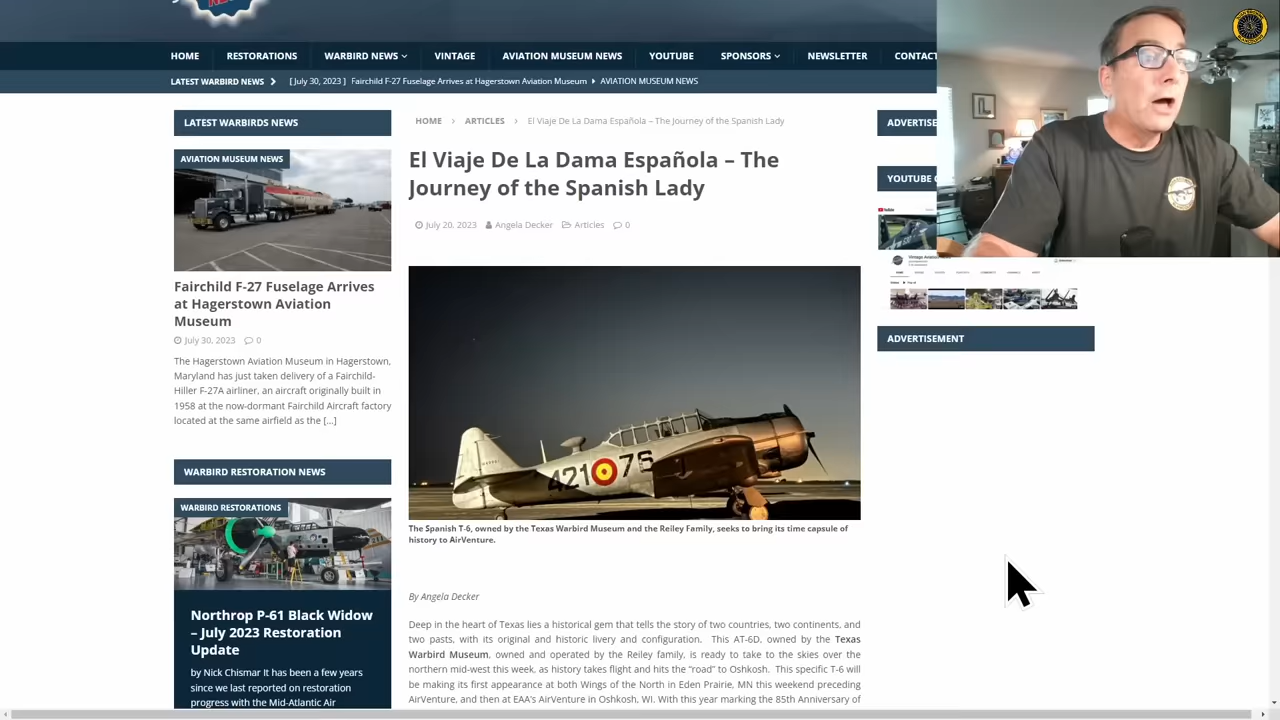 HOME
RESTORATIONS
WARBIRD NEWS
VINTAGE
AVIATION MUSEUM NEWS
YOUTUBE
SPONSORS
NEWSLETTER
CONTACT
LATEST WARBIRD NEWS
[ July 30, 2023 ] Fairchild F-27 Fuselage Arrives at Hagerstown Aviation Museum
AVIATION MUSEUM NEWS
LATEST WARBIRDS NEWS
AVIATION MUSEUM NEWS
Fairchild F-27 Fuselage Arrives
at Hagerstown Aviation
Museum
July 30, 2023
0
The Hagerstown Aviation Museum in Hagerstown,
Maryland has just taken delivery of a Fairchild-
Hiller F-27A airliner, an aircraft originally built in
1958 at the now-dormant Fairchild Aircraft factory
located at the same airfield as the [...]
WARBIRD RESTORATION NEWS
WARBIRD RESTORATIONS
Northrop P-61 Black Widow
– July 2023 Restoration
Update
by Nick Chismar It has been a few years
since we last reported on restoration
progress with the Mid-Atlantic Air
HOME
ARTICLES
El Viaje De La Dama Española – The Journey of the Spanish Lady
El Viaje De La Dama Española – The
Journey of the Spanish Lady
July 20, 2023
Angela Decker
Articles
0
421
76
The Spanish T-6, owned by the Texas Warbird Museum and the Reiley Family, seeks to bring its time capsule of
history to AirVenture.
By Angela Decker
Deep in the heart of Texas lies a historical gem that tells the story of two countries, two continents, and
two pasts, with its original and historic livery and configuration. This AT-6D, owned by the Texas
Warbird Museum, owned and operated by the Reiley family, is ready to take to the skies over the
northern mid-west this week, as history takes flight and hits the “road” to Oshkosh. This specific T-6 will
be making its first appearance at both Wings of the North in Eden Prairie, MN this weekend preceding
AirVenture, and then at EAA's AirVenture in Oshkosh, WI. With this year marking the 85th Anniversary of
ADVERTISE
YOUTUBE
ADVERTISEMENT